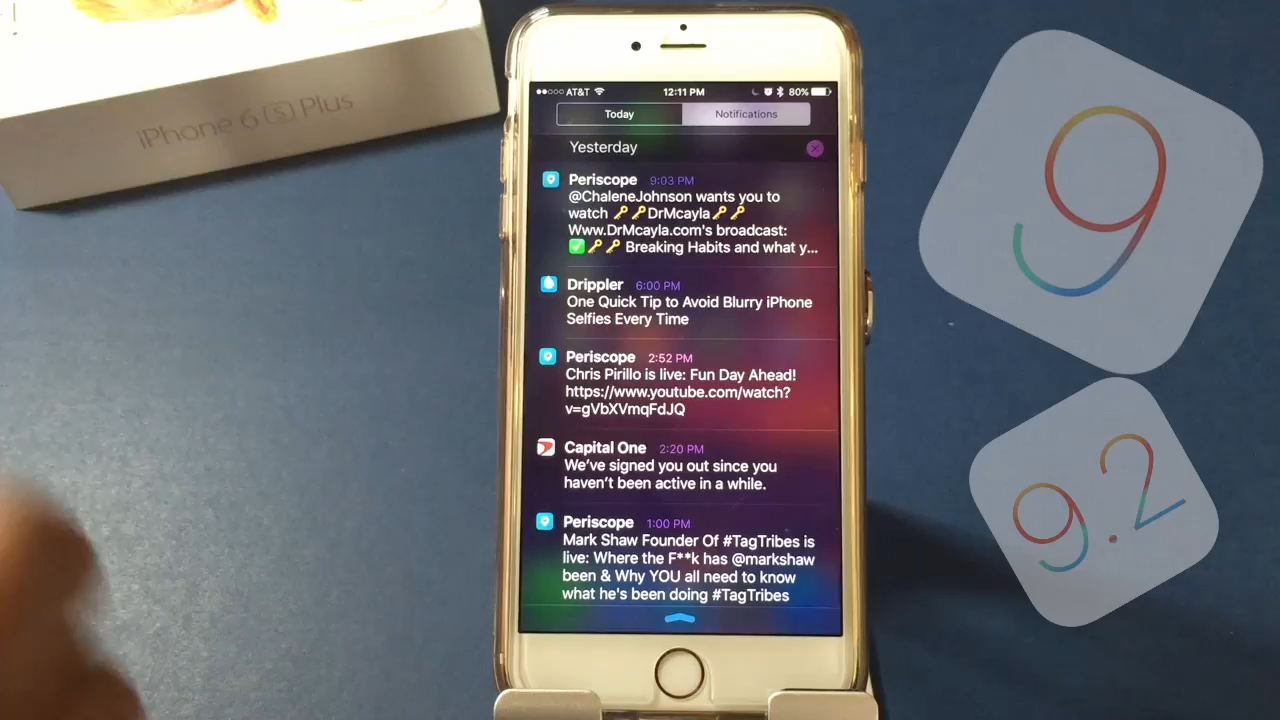 iPhone 6 S Plus
AT&T 12:11 PM 80%
Today Notifications
Yesterday
Periscope 9:03 PM
@ChaleneJohnson wants you to
watch 🔑🔑DrMcayla🔑🔑
Www.DrMcayla.com's broadcast:
✅🔑🔑 Breaking Habits and what y...
Drippler 6:00 PM
One Quick Tip to Avoid Blurry iPhone
Selfies Every Time
Periscope 2:52 PM
Chris Pirillo is live: Fun Day Ahead!
https://www.youtube.com/watch?
v=gVbXVmqFdJQ
Capital One 2:20 PM
We've signed you out since you
haven't been active in a while.
Periscope 1:00 PM
Mark Shaw Founder Of #TagTribes is
live: Where the F**k has @markshaw
been & Why YOU all need to know
what he's been doing #TagTribes
9
9.2